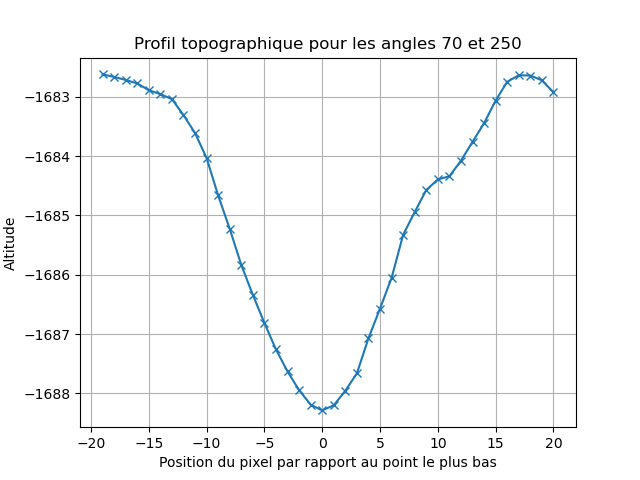 Profil topographique pour les angles 70 et 250
Altitude
−1683
−1684
−1685
−1686
−1687
−1688
−20 −15 −10 −5 0 5 10 15 20
Position du pixel par rapport au point le plus bas